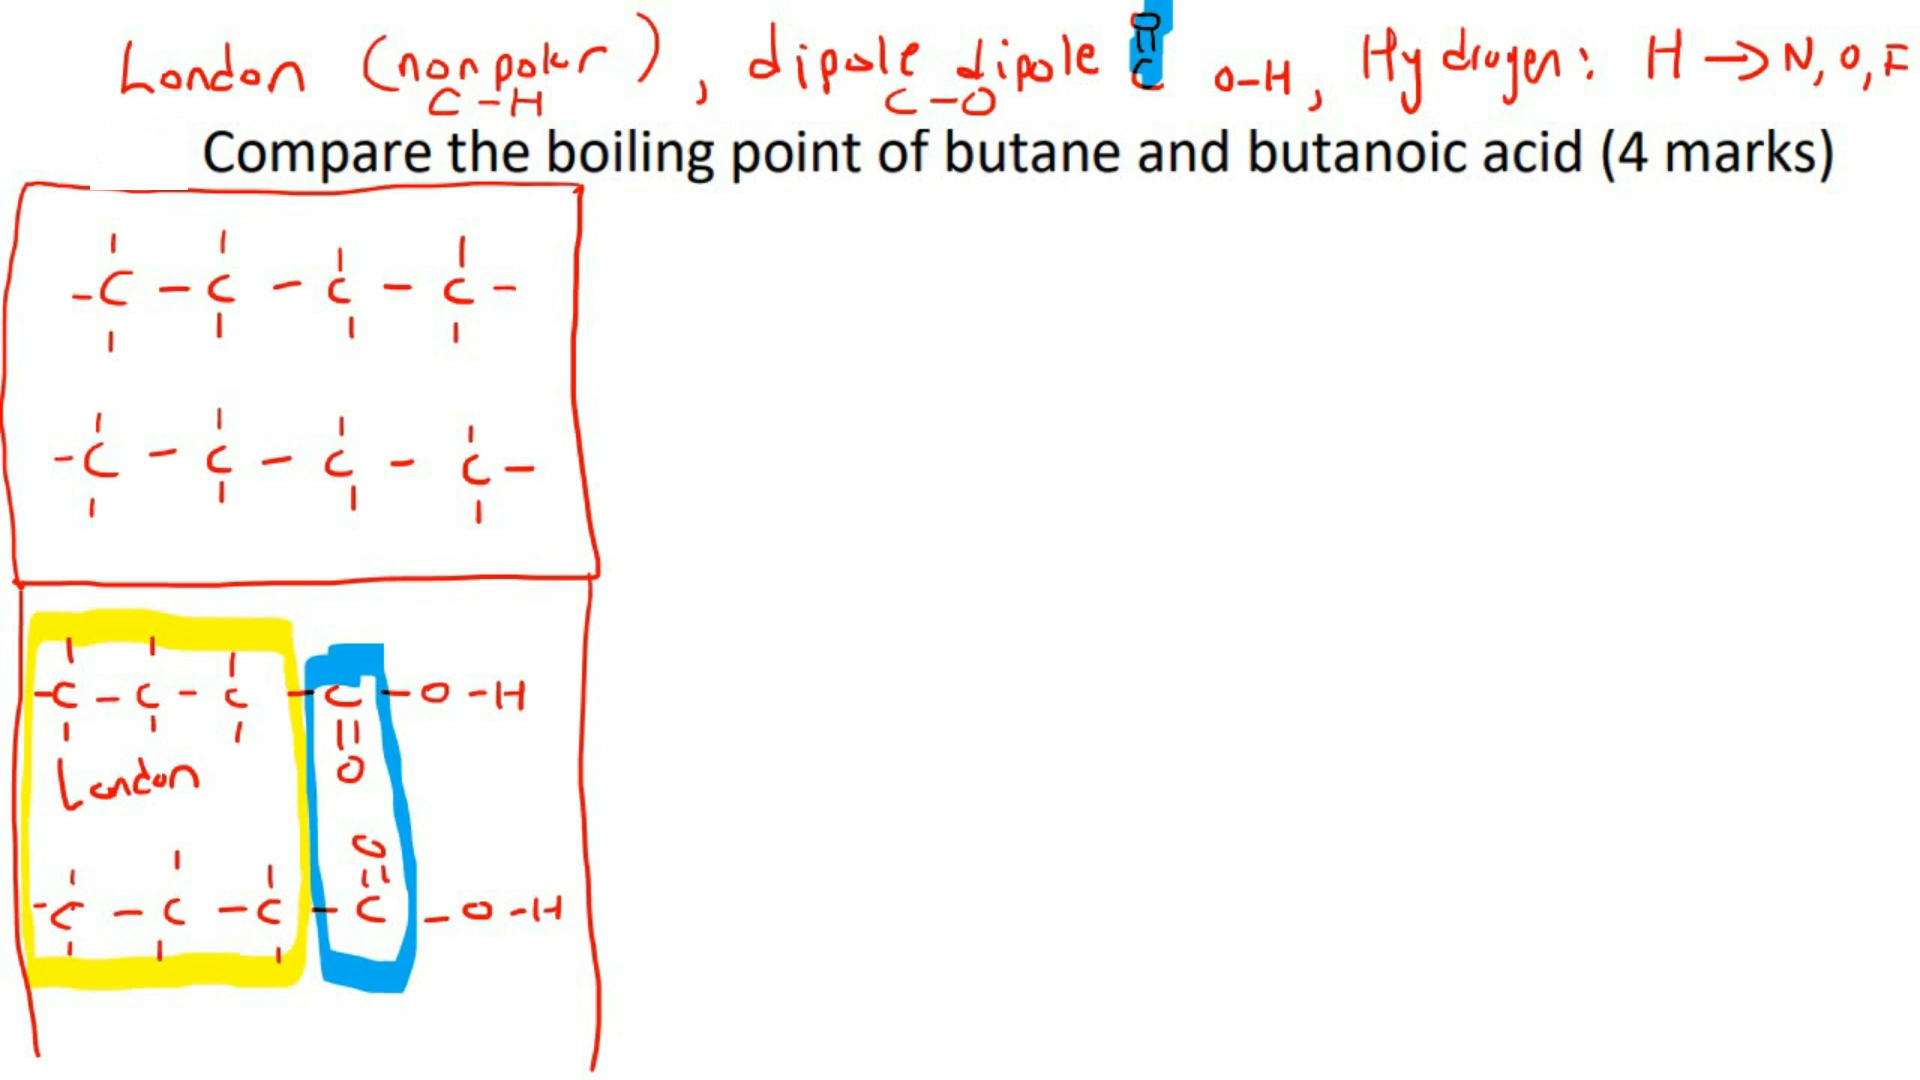 London (nonpolar), dipole dipole O=C O-H, Hydrogen: H → N, O, F
C-H C-O
Compare the boiling point of butane and butanoic acid (4 marks)
-C-C-C-C-
-C-C-C-C-
-C-C-C-C-O-H
O
London
O
-C-C-C-C-O-H